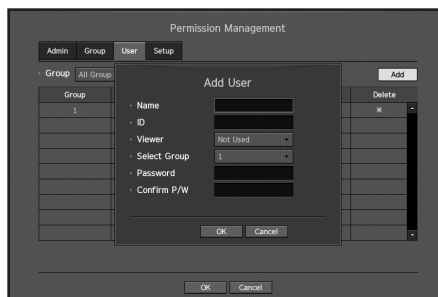 Permission Management
Admin Group User Setup
Group All Group Add
Group Delete
1
Add User
Name
ID
Viewer Not Used
Select Group 1
Password
Confirm P/W
OK Cancel
OK Cancel